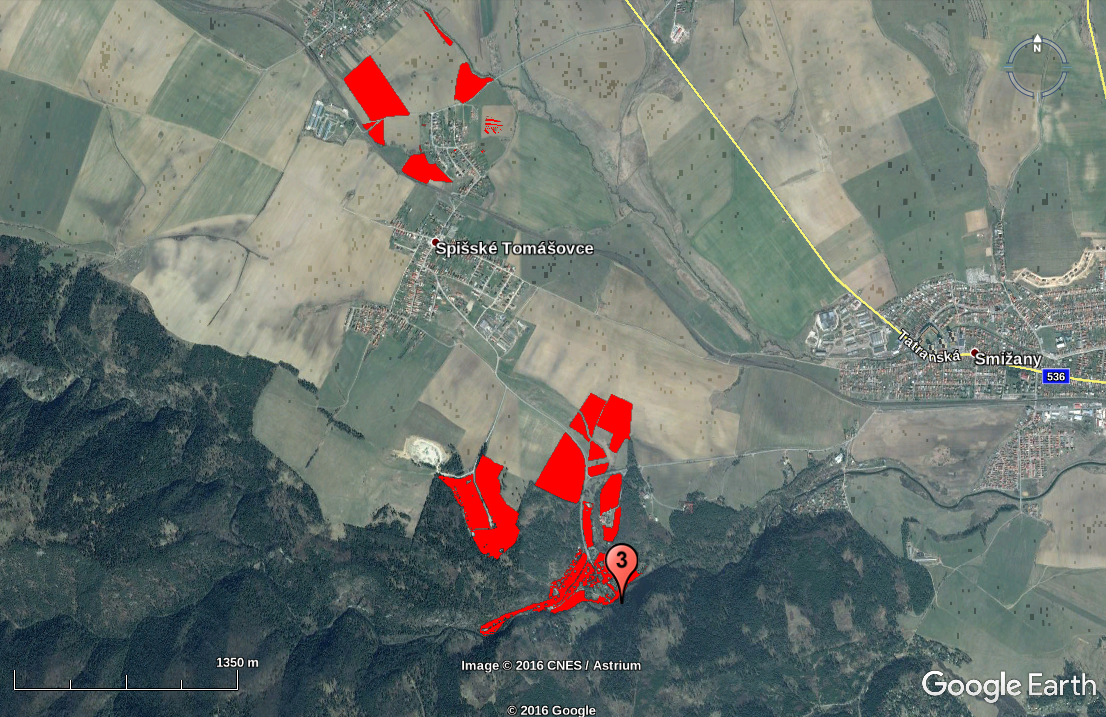 N
Spišské Tomášovce
Tatranská
Smižany
536
3
1350 m
Image © 2016 CNES / Astrium
Google Earth
© 2016 Google